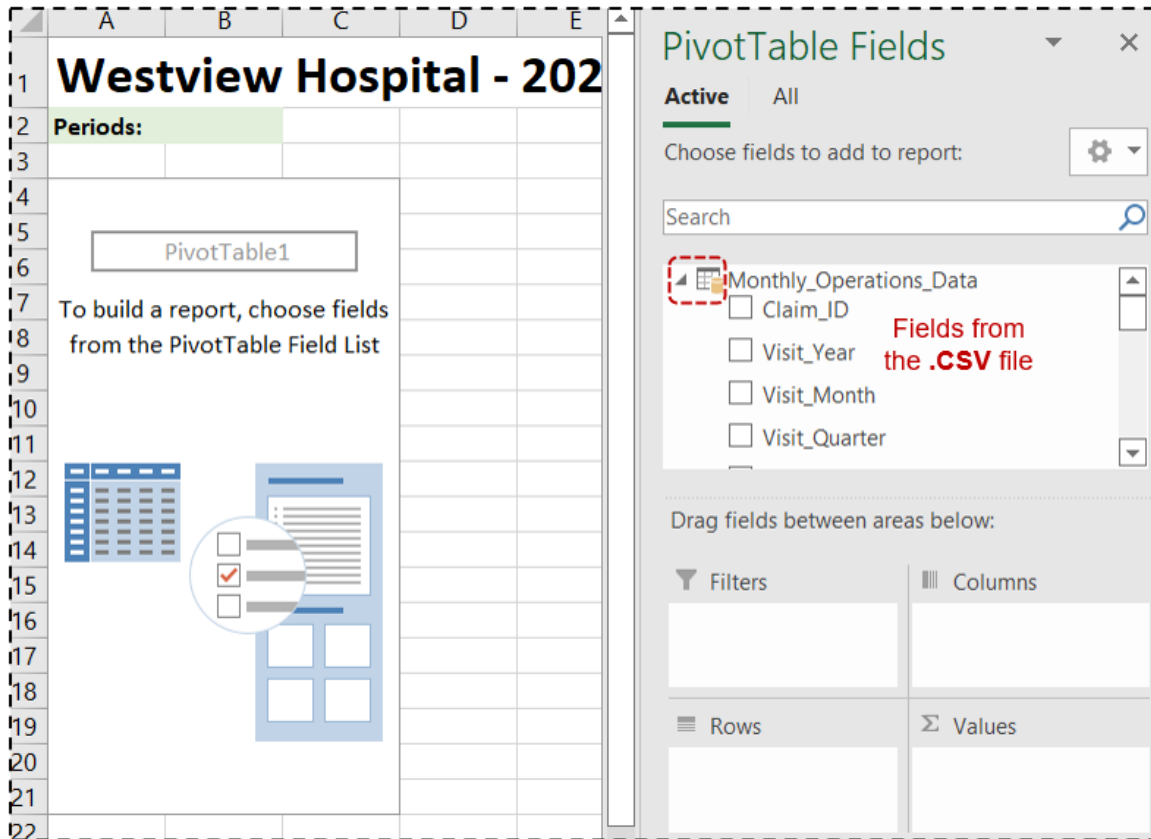 A B C D E
1 Westview Hospital - 202
2 Periods:
3
4
5
PivotTable1
6
7 To build a report, choose fields
8 from the PivotTable Field List
9
10
11
12
13
14
15
16
17
18
19
20
21
22
PivotTable Fields
Active All
Choose fields to add to report:
Search
Monthly_Operations_Data
Claim_ID
Visit_Year
Visit_Month
Visit_Quarter
Fields from
the .CSV file
Drag fields between areas below:
Filters Columns
Rows Σ Values